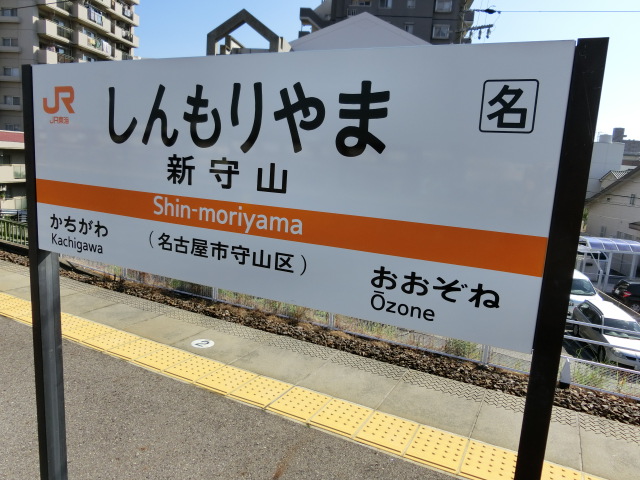 JR
JR東海
しんもりやま
名
新守山
Shin-moriyama
かちがわ
Kachigawa
(名古屋市守山区)
おおぞね
Ōzone
2